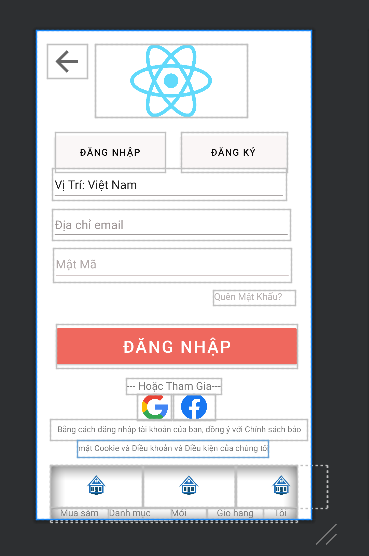 ĐĂNG NHẬP ĐĂNG KÝ
Vị Trí: Việt Nam
Địa chỉ email
Mật Mã
Quên Mật Khẩu?
ĐĂNG NHẬP
--- Hoặc Tham Gia---
Bằng cách đăng nhập tài khoản của bạn, đồng ý với Chính sách bảo
mật Cookie và Điều khoản và Điều kiện của chúng tôi
Mua sắm Danh mục Mới Giỏ hàng Tôi